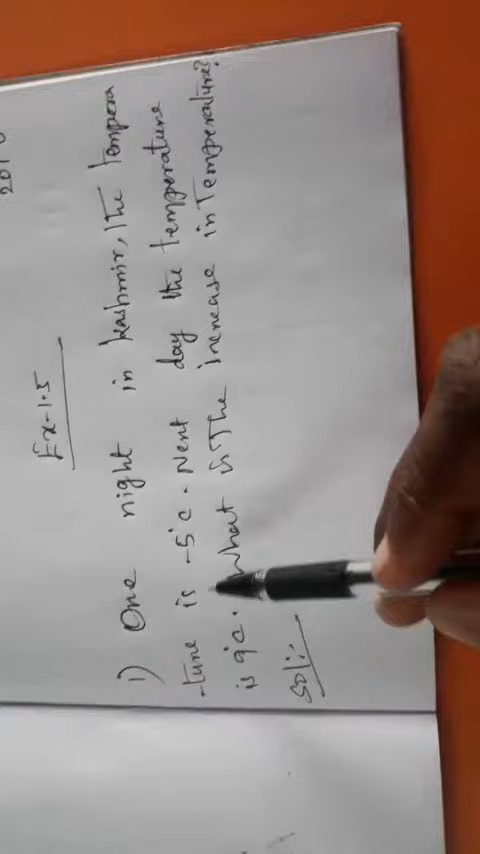 Ex-1.5
1) One night in kashmir, the tempera
-ture is -5°c. Next day the temperature
is 9°c. What is The increase in Temperature?
Sol:-